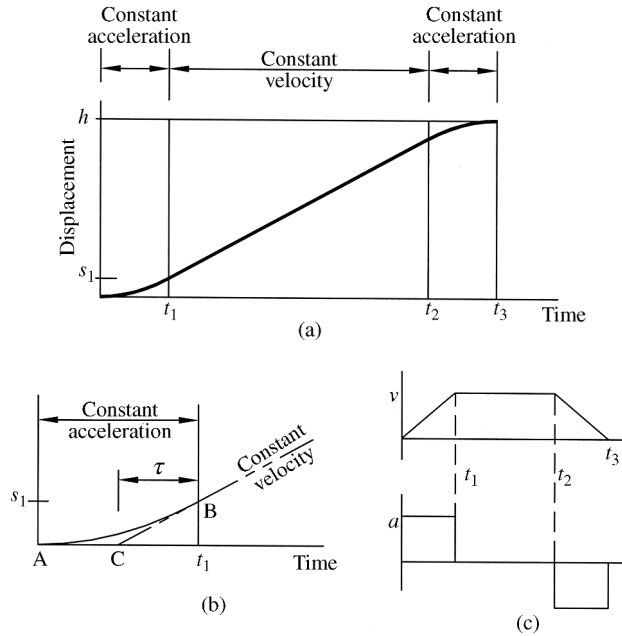 Constant
acceleration
Constant
velocity
Constant
acceleration
h
Displacement
s1
t1
t2
t3
Time
(a)
Constant
acceleration
τ
Constant
velocity
s1
B
A
C
t1
Time
(b)
v
t3
t1
t2
a
(c)